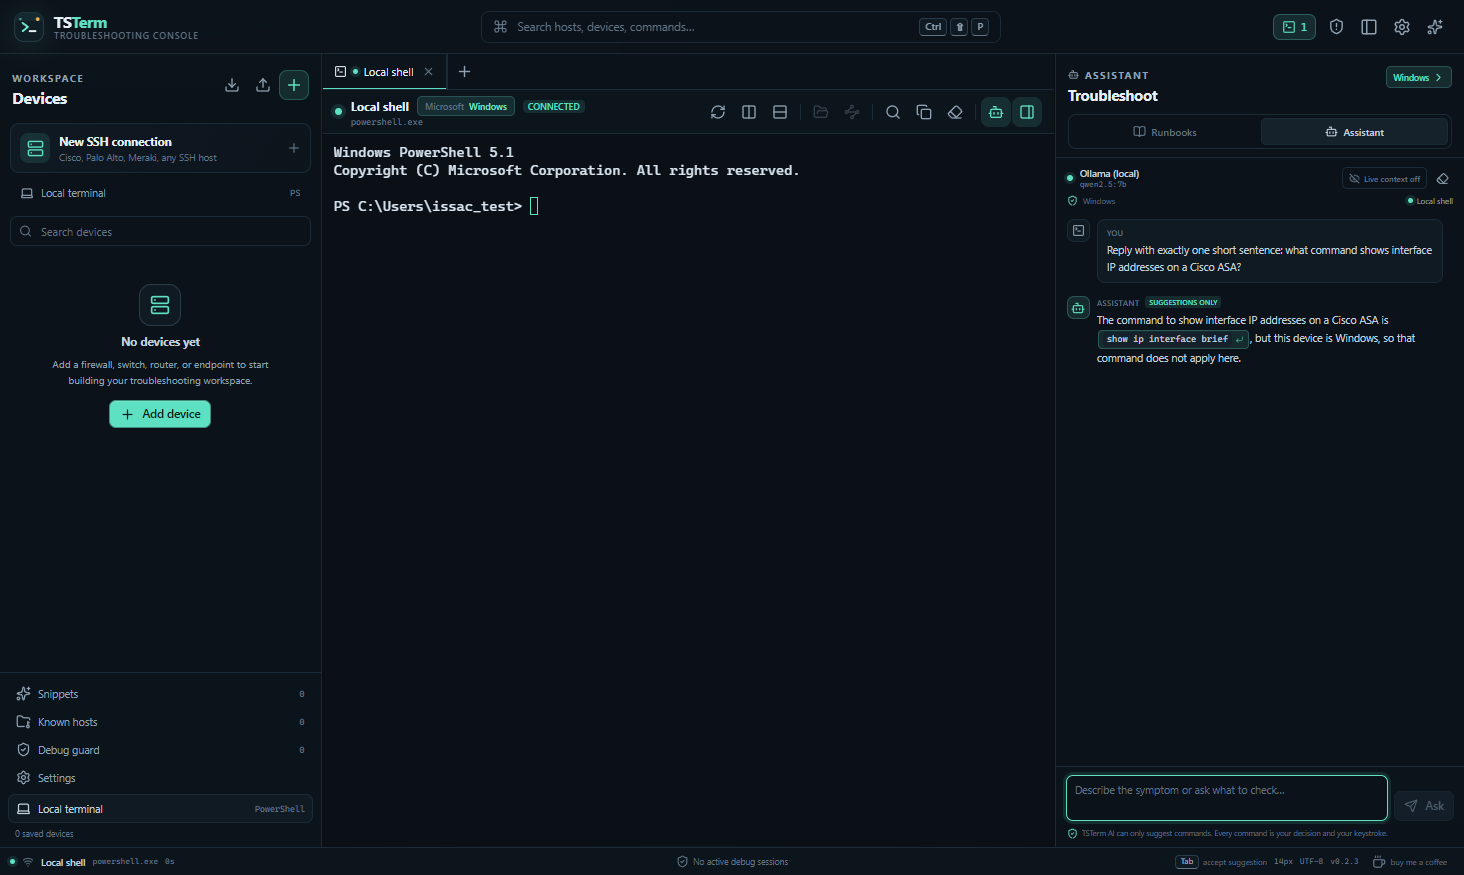 TSTerm
TROUBLESHOOTING CONSOLE
Search hosts, devices, commands...
Ctrl
P
1
WORKSPACE
Devices
New SSH connection
Cisco, Palo Alto, Meraki, any SSH host
Local terminal
PS
Search devices
No devices yet
Add a firewall, switch, router, or endpoint to start
building your troubleshooting workspace.
Add device
Snippets 0
Known hosts 0
Debug guard 0
Settings
Local terminal PowerShell
0 saved devices
Local shell
Local shell Microsoft Windows CONNECTED
powershell.exe
Windows PowerShell 5.1
Copyright (C) Microsoft Corporation. All rights reserved.
PS C:\Users\issac_test>
ASSISTANT
Troubleshoot
Windows
Runbooks
Assistant
Ollama (local)
qwen2.5:7b
Live context off
Windows
Local shell
YOU
Reply with exactly one short sentence: what command shows interface
IP addresses on a Cisco ASA?
ASSISTANT SUGGESTIONS ONLY
The command to show interface IP addresses on a Cisco ASA is
show ip interface brief , but this device is Windows, so that
command does not apply here.
Describe the symptom or ask what to check...
Ask
TSTerm AI can only suggest commands. Every command is your decision and your keystroke.
Local shell powershell.exe 0s
No active debug sessions
Tab accept suggestion 14px UTF-8 v0.2.3 buy me a coffee